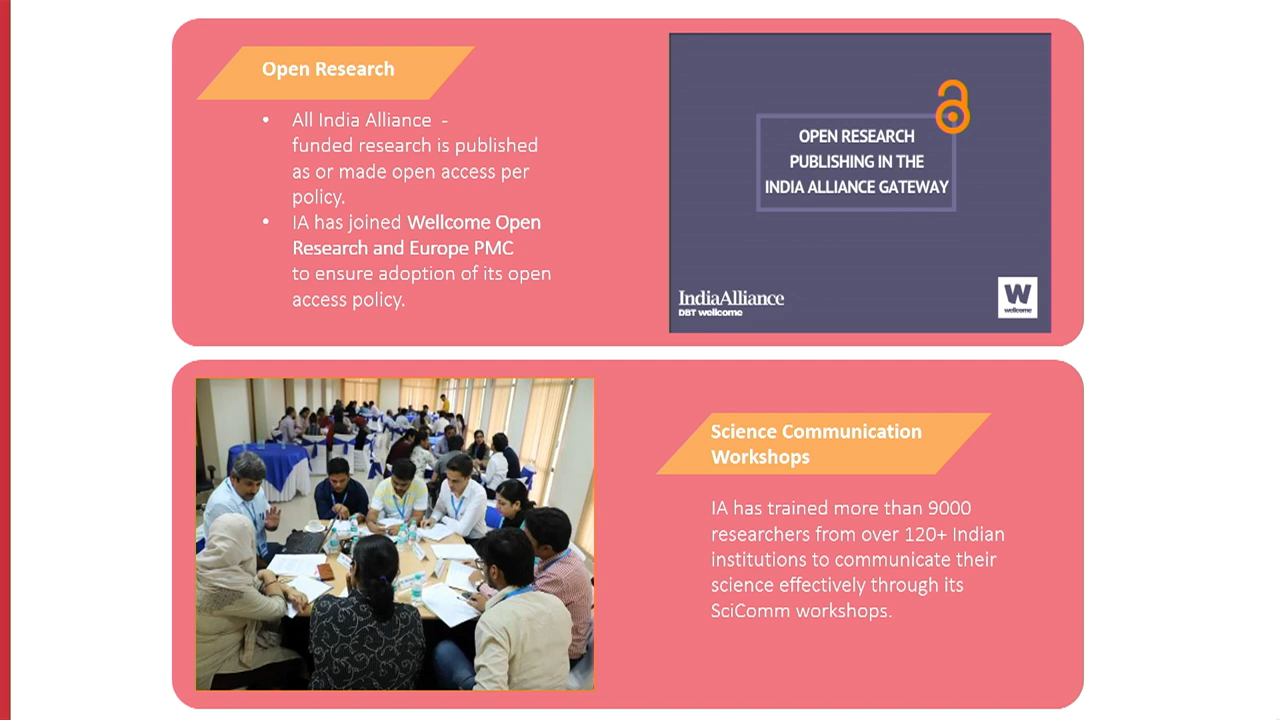 Open Research
• All India Alliance -
funded research is published
as or made open access per
policy.
• IA has joined Wellcome Open
Research and Europe PMC
to ensure adoption of its open
access policy.
OPEN RESEARCH
PUBLISHING IN THE
INDIA ALLIANCE GATEWAY
IndiaAlliance
DBT wellcome
W
wellcome
Science Communication
Workshops
IA has trained more than 9000
researchers from over 120+ Indian
institutions to communicate their
science effectively through its
SciComm workshops.